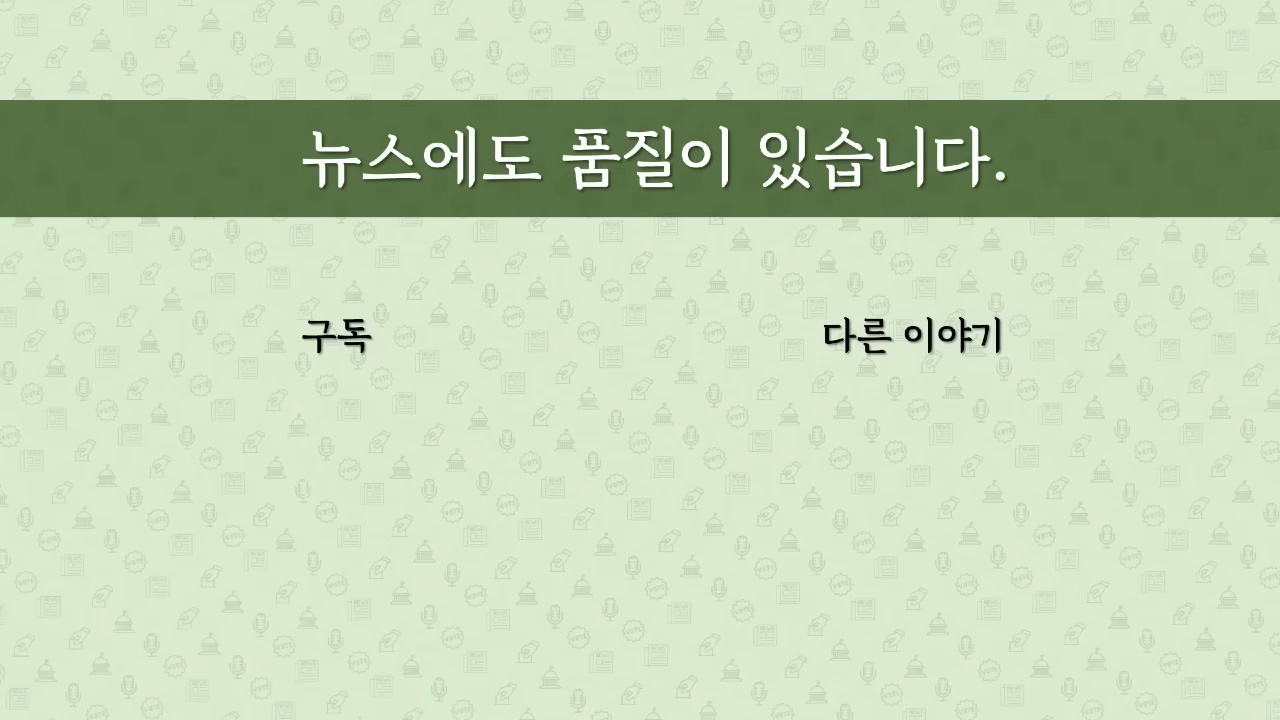 뉴스에도 품질이 있습니다.
구독
다른 이야기